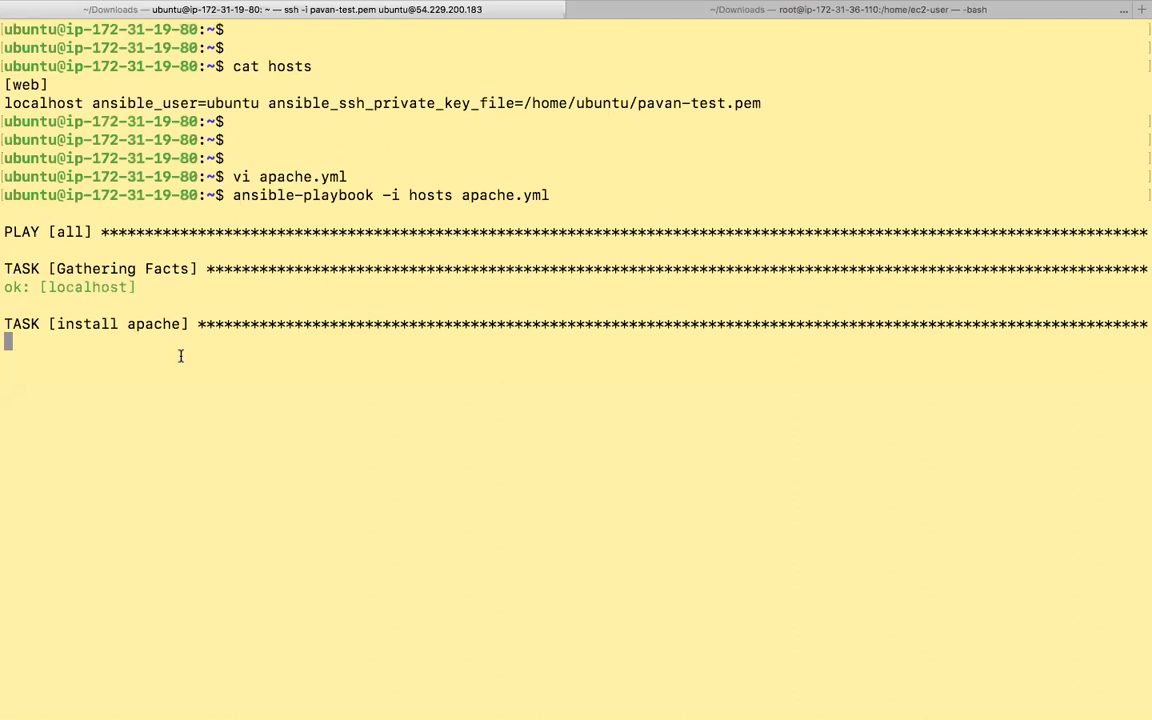 ~/Downloads — ubuntu@ip-172-31-19-80: ~ — ssh -i pavan-test.pem ubuntu@54.229.200.183
~/Downloads — root@ip-172-31-36-110:/home/ec2-user — -bash
... +
ubuntu@ip-172-31-19-80:~$
ubuntu@ip-172-31-19-80:~$
ubuntu@ip-172-31-19-80:~$ cat hosts
[web]
localhost ansible_user=ubuntu ansible_ssh_private_key_file=/home/ubuntu/pavan-test.pem
ubuntu@ip-172-31-19-80:~$
ubuntu@ip-172-31-19-80:~$
ubuntu@ip-172-31-19-80:~$
ubuntu@ip-172-31-19-80:~$ vi apache.yml
ubuntu@ip-172-31-19-80:~$ ansible-playbook -i hosts apache.yml
PLAY [all] ***********************************************************************************************************************
TASK [Gathering Facts] ***********************************************************************************************************
ok: [localhost]
TASK [install apache] ************************************************************************************************************